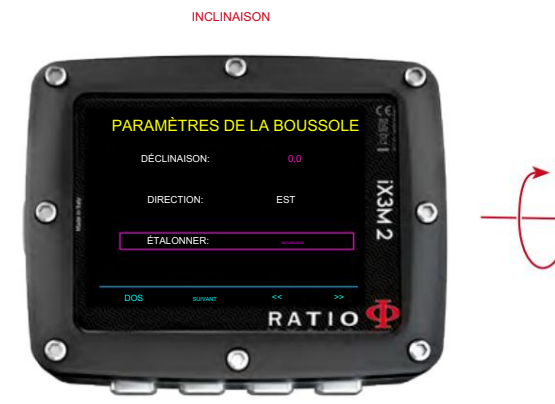 INCLINAISON
PARAMÈTRES DE LA BOUSSOLE
DÉCLINAISON: 0,0
DIRECTION: EST
ÉTALONNER:
DOS SUIVANT << >>
RATIO
iX3M 2
Made in Italy
CE